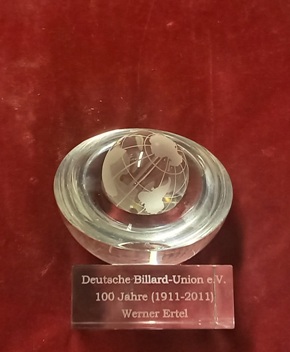 Deutsche Billard-Union e.V.
100 Jahre (1911-2011)
Werner Ertel